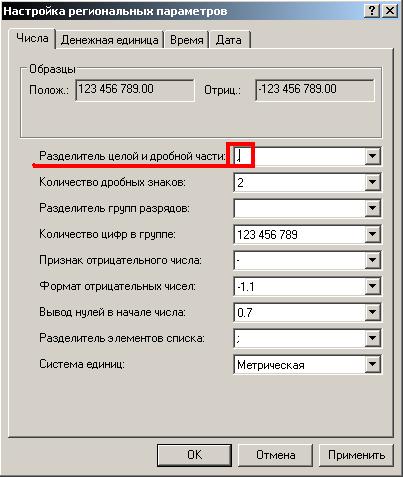 Настройка региональных параметров
Числа Денежная единица Время Дата
Образцы
Полож.: 123 456 789.00 Отриц.: -123 456 789.00
Разделитель целой и дробной части: .
Количество дробных знаков: 2
Разделитель групп разрядов:
Количество цифр в группе: 123 456 789
Признак отрицательного числа: -
Формат отрицательных чисел: -1.1
Вывод нулей в начале числа: 0.7
Разделитель элементов списка: ;
Система единиц: Метрическая
OK Отмена Применить